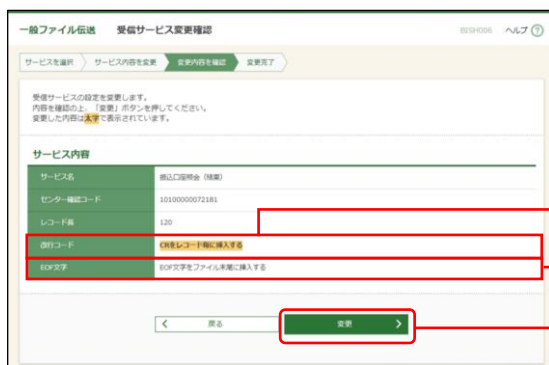 一般ファイル伝送 受信サービス変更確認 BISH006 ヘルプ ?
サービスを選択 サービス内容を変更 変更内容を確認 変更完了
受信サービスの設定を変更します。
内容を確認の上、「変更」ボタンを押してください。
変更した内容は太字で表示されています。
サービス内容
サービス名 振込口座照会（結果）
センター確認コード 10100000072181
レコード長 120
改行コード CRをレコード毎に挿入する
EOF文字 EOF文字をファイル末尾に挿入する
戻る 変更